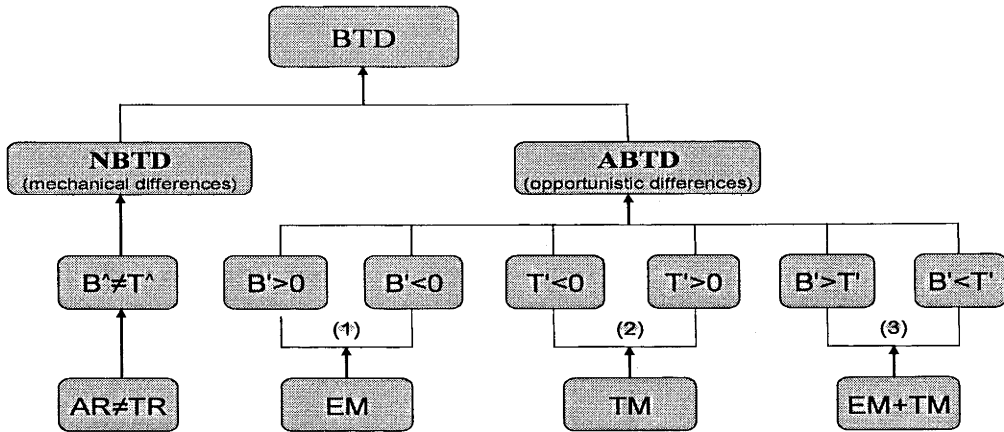 BTD
NBTD
(mechanical differences)
ABTD
(opportunistic differences)
B^≠T^
B'>0
B'<0
T'<0
T'>0
B'>T'
B'<T'
(1)
(2)
(3)
AR≠TR
EM
TM
EM+TM